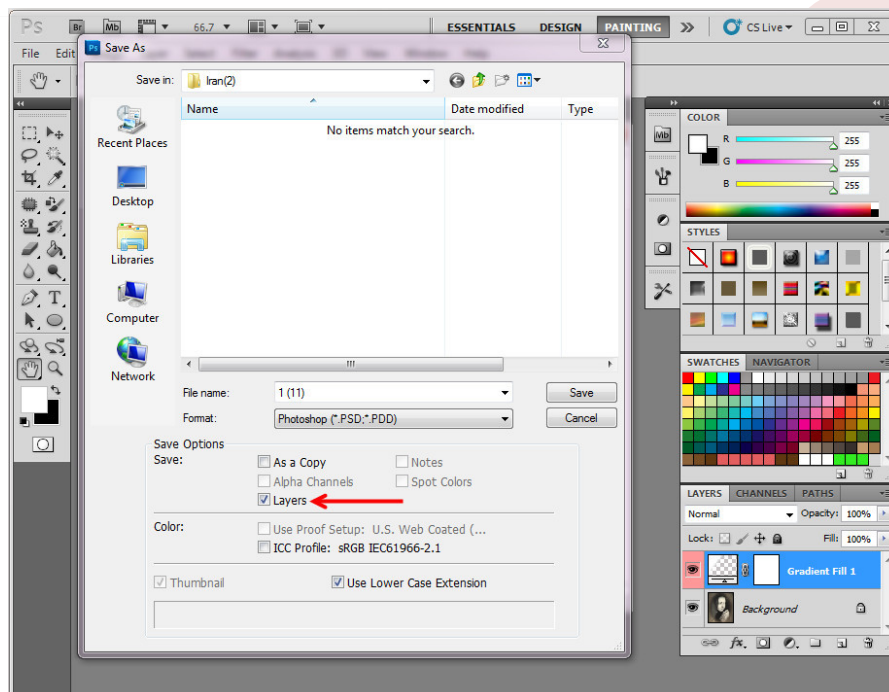 PS Br Mb 66.7 ESSENTIALS DESIGN PAINTING CS Live
File Edit
Ps Save As
Save in: Iran(2)
Name Date modified Type
No items match your search.
Recent Places
Desktop
Libraries
Computer
Network
File name: 1 (11) Save
Format: Photoshop (*.PSD;*.PDD) Cancel
Save Options
Save: As a Copy Notes
Alpha Channels Spot Colors
Layers
Color: Use Proof Setup: U.S. Web Coated (...
ICC Profile: sRGB IEC61966-2.1
Thumbnail Use Lower Case Extension
Mb
COLOR
R 255
G 255
B 255
STYLES
SWATCHES NAVIGATOR
LAYERS CHANNELS PATHS
Normal Opacity: 100%
Lock: Fill: 100%
Gradient Fill 1
Background
fx.